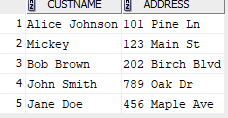 CUSTNAME ADDRESS
1 Alice Johnson 101 Pine Ln
2 Mickey 123 Main St
3 Bob Brown 202 Birch Blvd
4 John Smith 789 Oak Dr
5 Jane Doe 456 Maple Ave